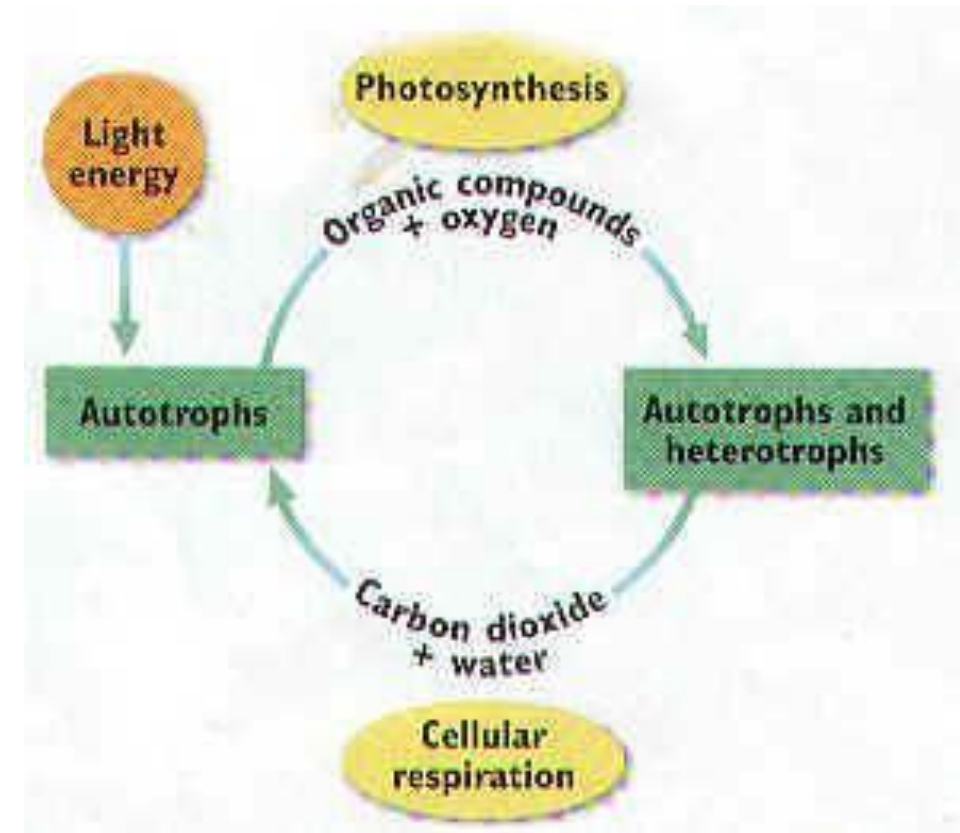 Photosynthesis
Light
energy
Organic compounds
+ oxygen
Autotrophs
Autotrophs and
heterotrophs
Carbon dioxide
+ water
Cellular
respiration